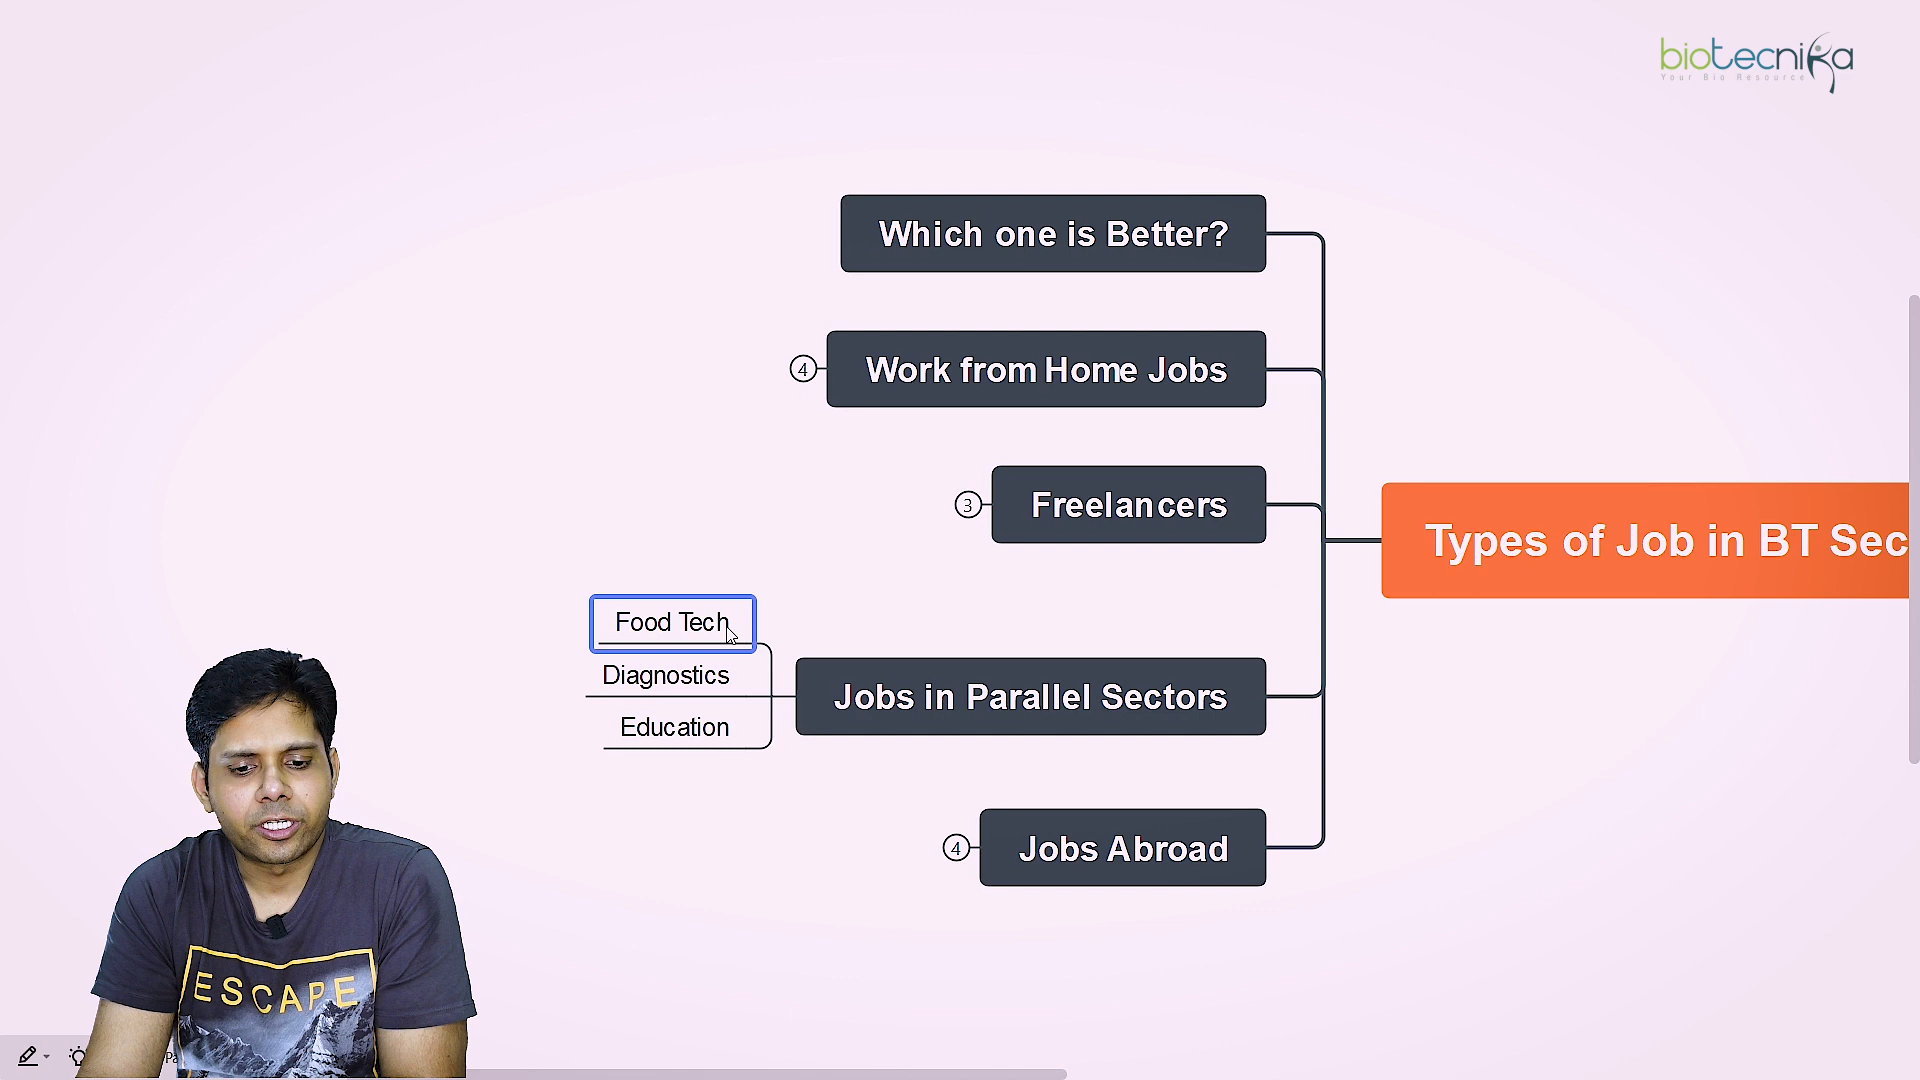 biotecnika
Your Bio Resource
Which one is Better?
4
Work from Home Jobs
3
Freelancers
Types of Job in BT Sec
Food Tech
Diagnostics
Education
Jobs in Parallel Sectors
4
Jobs Abroad
ESCAPE
Pa